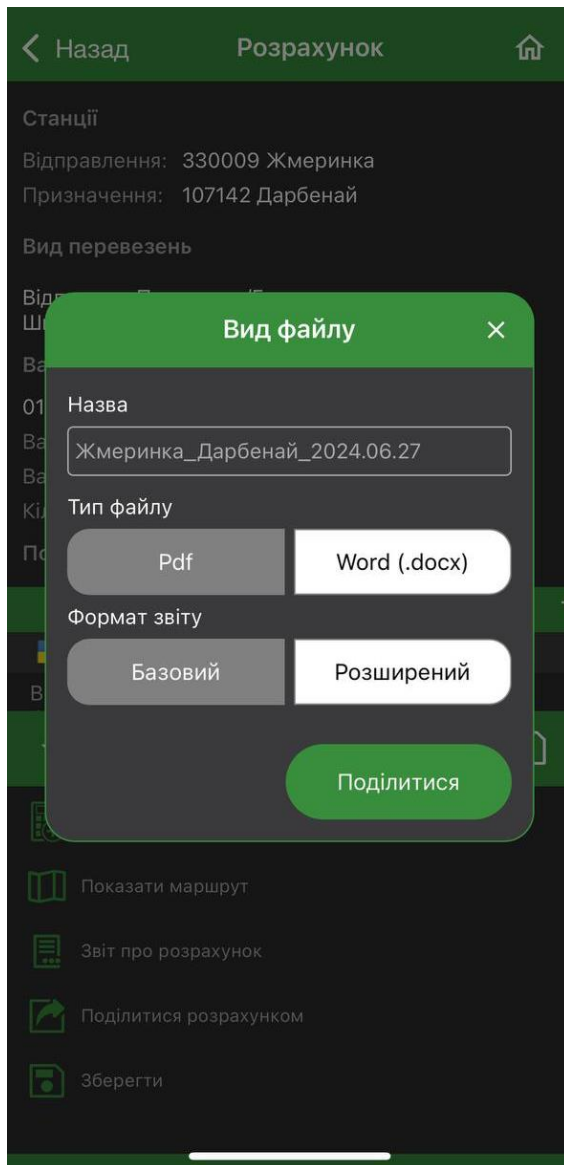 Назад
Розрахунок
Станції
Відправлення: 330009 Жмеринка
Призначення: 107142 Дарбенай
Вид перевезень
Вид файлу
01
Назва
Жмеринка_Дарбенай_2024.06.27
Тип файлу
Pdf
Word (.docx)
Формат звіту
Базовий
Розширений
Поділитися
Показати маршрут
Звіт про розрахунок
Поділитися розрахунком
Зберегти